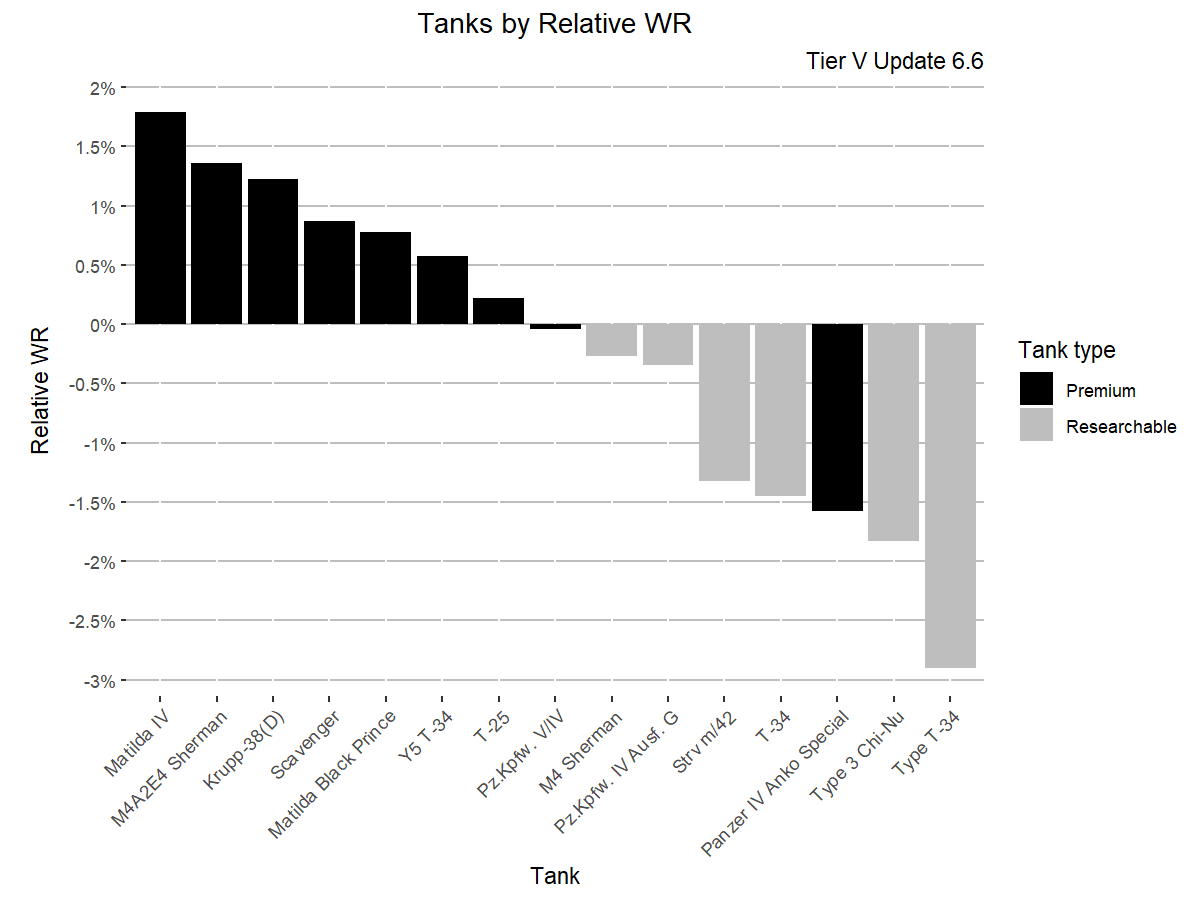 Tanks by Relative WR
Tier V Update 6.6
2%
1.5%
1%
0.5%
0%
-0.5%
-1%
-1.5%
-2%
-2.5%
-3%
Relative WR
Matilda IV
M4A2E4 Sherman
Krupp-38(D)
Scavenger
Matilda Black Prince
Y5 T-34
T-25
Pz.Kpfw. V/IV
M4 Sherman
Pz.Kpfw. IV Ausf. G
Strv m/42
T-34
Panzer IV Anko Special
Type 3 Chi-Nu
Type T-34
Tank
Tank type
Premium
Researchable